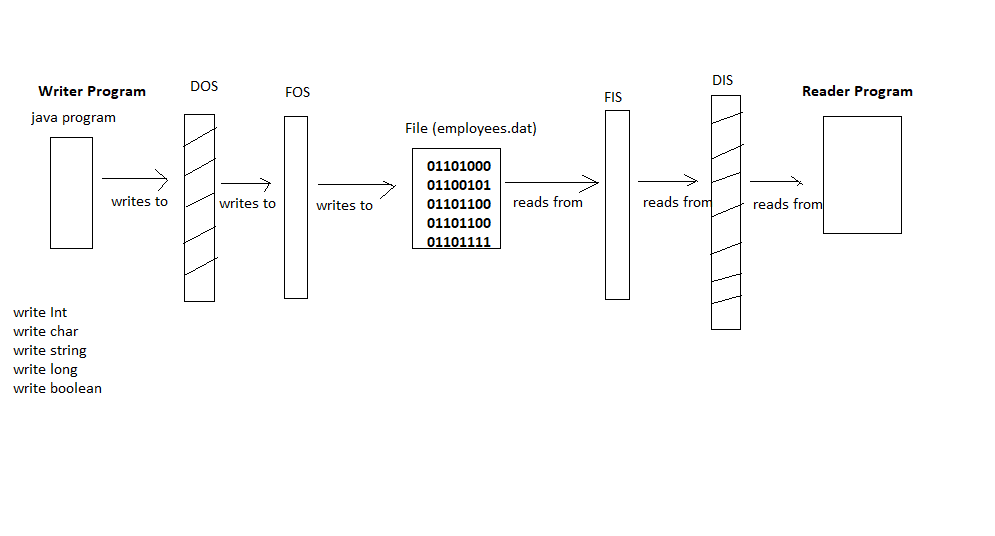 Writer Program
java program
writes to
DOS
writes to
FOS
writes to
File (employees.dat)
01101000
01100101
01101100
01101100
01101111
reads from
FIS
reads from
DIS
reads from
Reader Program
write Int
write char
write string
write long
write boolean